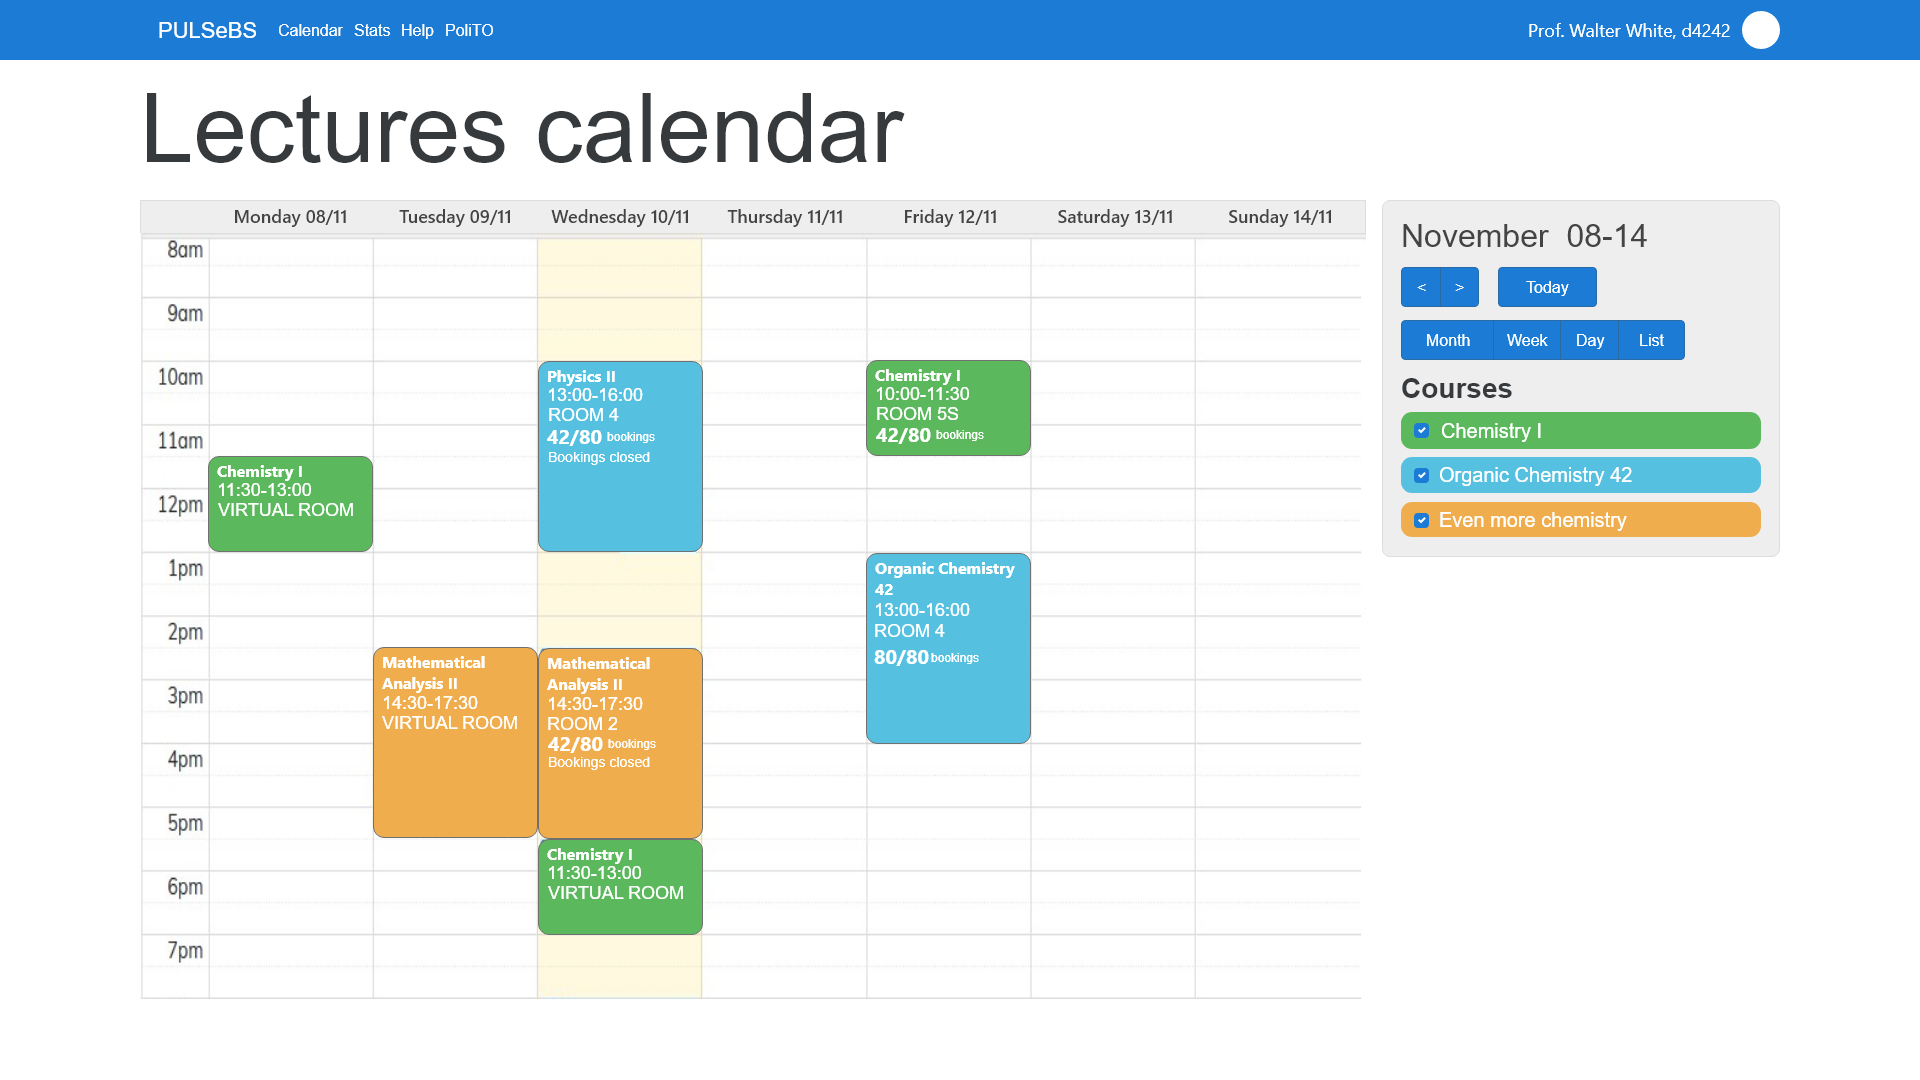 PULSeBS Calendar Stats Help PoliTO Prof. Walter White, d4242
Lectures calendar
Monday 08/11 Tuesday 09/11 Wednesday 10/11 Thursday 11/11 Friday 12/11 Saturday 13/11 Sunday 14/11
8am
9am
10am
11am
12pm
1pm
2pm
3pm
4pm
5pm
6pm
7pm
Chemistry I
11:30-13:00
VIRTUAL ROOM
Mathematical
Analysis II
14:30-17:30
VIRTUAL ROOM
Physics II
13:00-16:00
ROOM 4
42/80 bookings
Bookings closed
Mathematical
Analysis II
14:30-17:30
ROOM 2
42/80 bookings
Bookings closed
Chemistry I
11:30-13:00
VIRTUAL ROOM
Chemistry I
10:00-11:30
ROOM 5S
42/80 bookings
Organic Chemistry
42
13:00-16:00
ROOM 4
80/80 bookings
November 08-14
< > Today
Month Week Day List
Courses
Chemistry I
Organic Chemistry 42
Even more chemistry